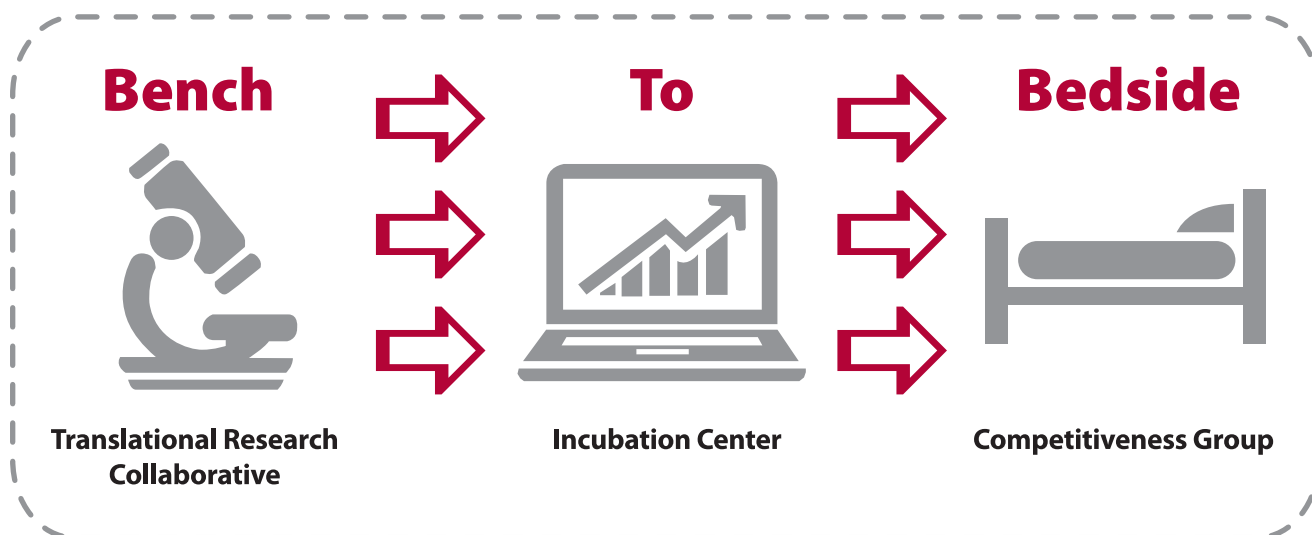 Bench
To
Bedside
Translational Research
Collaborative
Incubation Center
Competitiveness Group